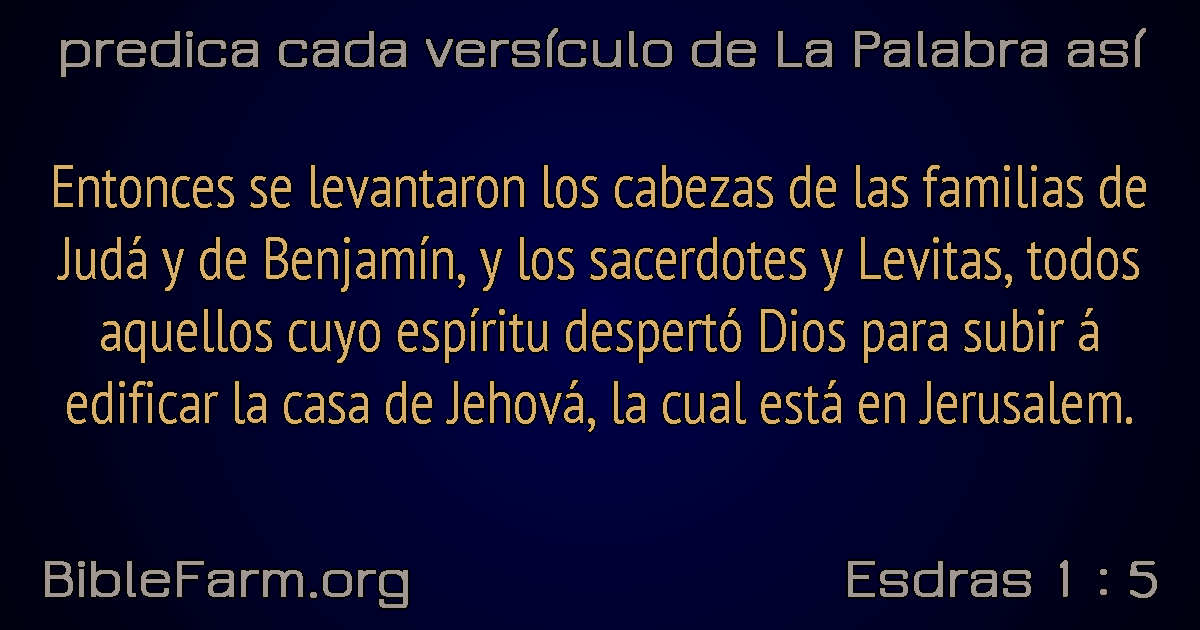 predica cada versículo de La Palabra así
Entonces se levantaron los cabezas de las familias de
Judá y de Benjamín, y los sacerdotes y Levitas, todos
aquellos cuyo espíritu despertó Dios para subir á
edificar la casa de Jehová, la cual está en Jerusalem.
BibleFarm.org
Esdras 1 : 5